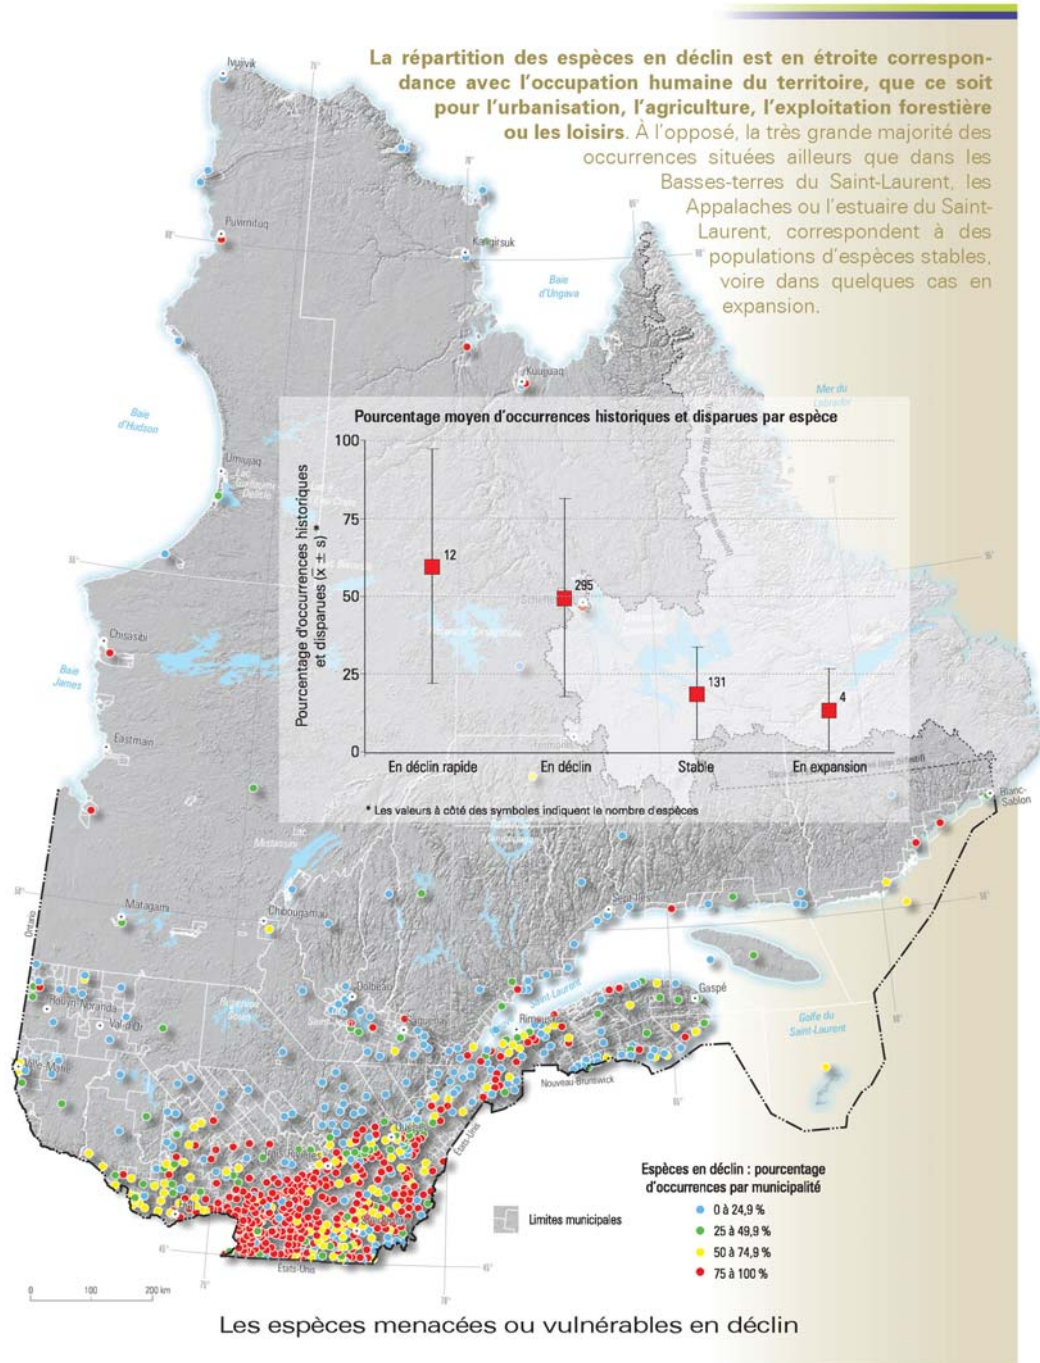 La répartition des espèces en déclin est en étroite correspon-
dance avec l'occupation humaine du territoire, que ce soit
pour l'urbanisation, l'agriculture, l'exploitation forestière
ou les loisirs. À l'opposé, la très grande majorité des
occurrences situées ailleurs que dans les
Basses-terres du Saint-Laurent, les
Appalaches ou l'estuaire du Saint-
Laurent, correspondent à des
populations d'espèces stables,
voire dans quelques cas en
expansion.
Ivujivik
Puvirnituq
Kangirsuk
Baie
d'Ungava
Kuujjuaq
Mer du
Labrador
Baie
d'Hudson
Umiujaq
Pourcentage moyen d'occurrences historiques et disparues par espèce
Pourcentage d'occurrences historiques
et disparues (x̄ ± s) *
100
75
50
25
0
12
295
131
4
En déclin rapide
En déclin
Stable
En expansion
* Les valeurs à côté des symboles indiquent le nombre d'espèces
Chisasibi
Baie
James
Eastmain
Blanc-
Sablon
Lac
Mistassini
Matagami
Chibougamau
Sept-Îles
Ontario
Rouyn-Noranda
Val-d'Or
Ville-Marie
Dolbeau
Saguenay
Saint-Laurent
Rimouski
Gaspé
Golfe du
Saint-Laurent
Nouveau-Brunswick
États-Unis
Québec
Trois-Rivières
Sherbrooke
États-Unis
Limites municipales
Espèces en déclin : pourcentage
d'occurrences par municipalité
0 à 24,9 %
25 à 49,9 %
50 à 74,9 %
75 à 100 %
0 100 200 km
Les espèces menacées ou vulnérables en déclin